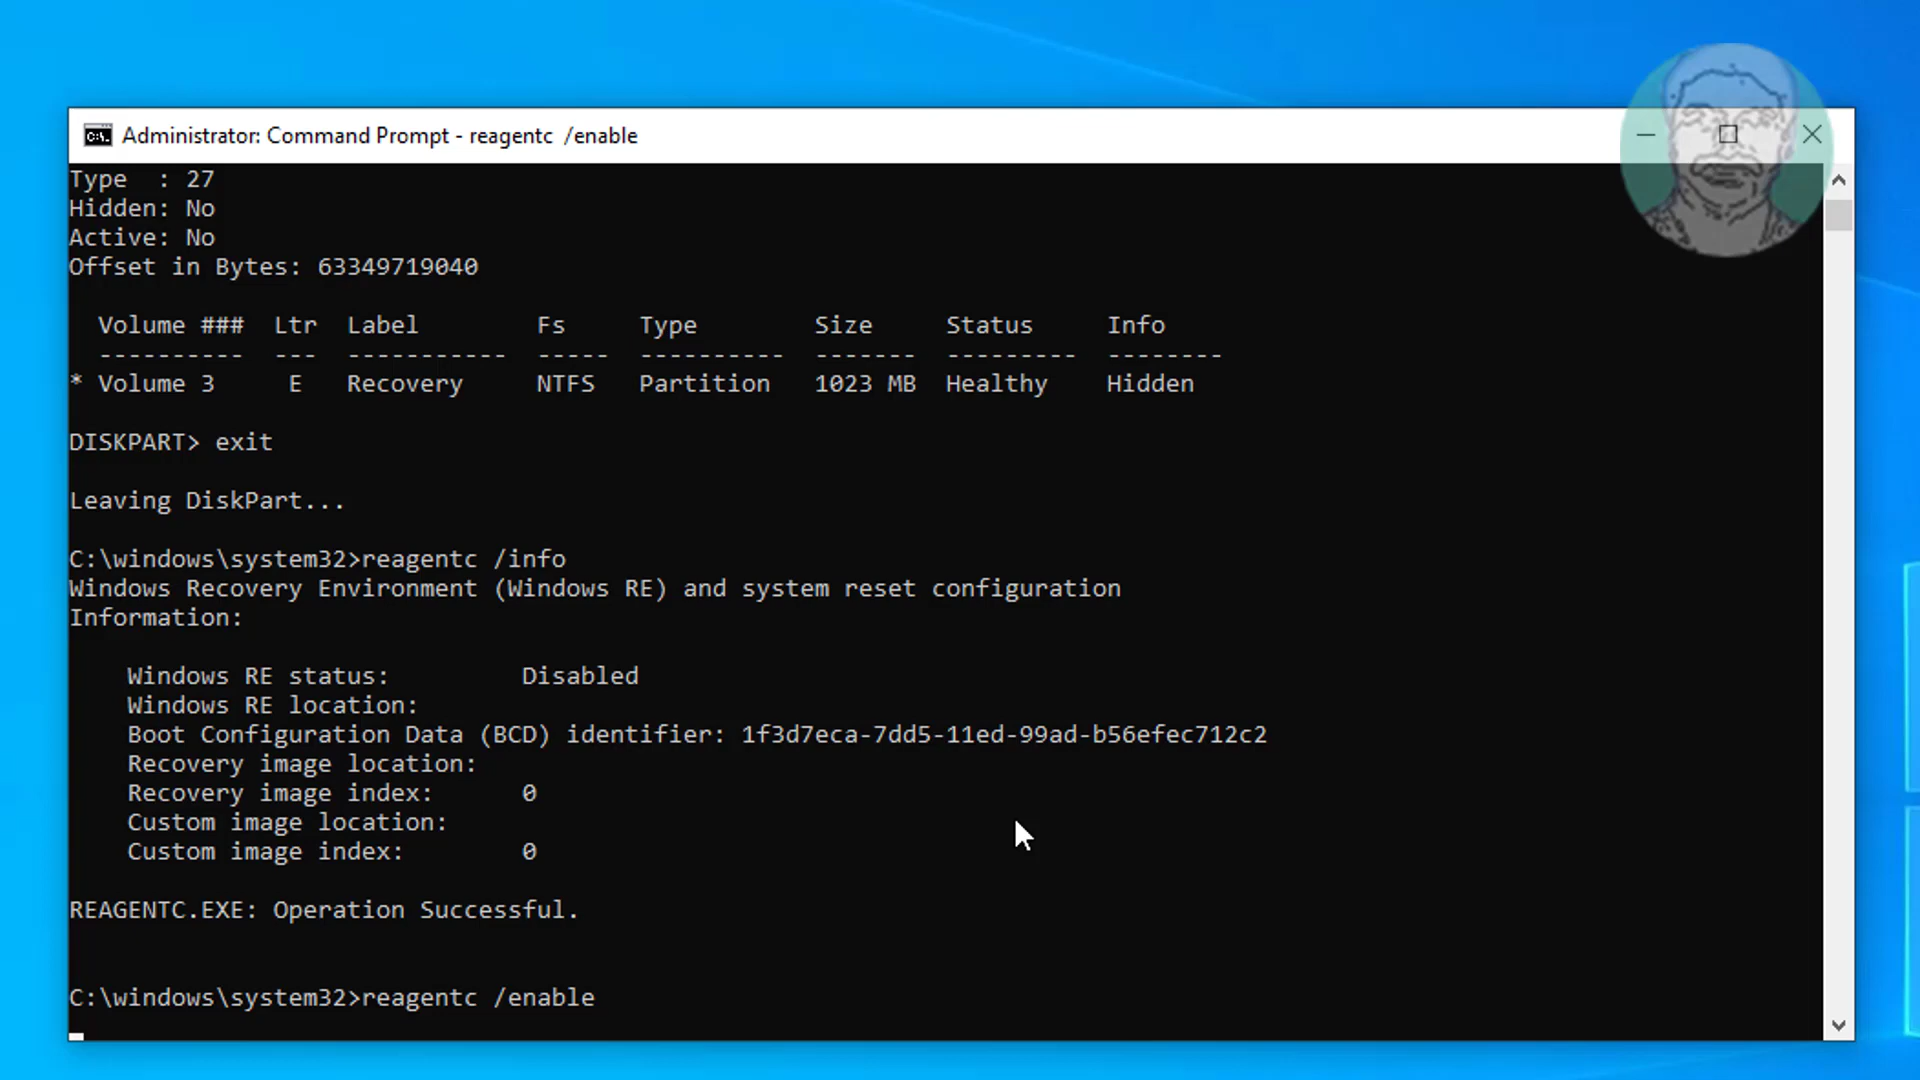 Administrator: Command Prompt - reagentc  /enable
Type  : 27
Hidden: No
Active: No
Offset in Bytes: 63349719040
  Volume ###  Ltr  Label        Fs     Type        Size     Status     Info
  ----------  ---  -----------  -----  ----------  -------  ---------  --------
* Volume 3     E   Recovery     NTFS   Partition   1023 MB  Healthy    Hidden
DISKPART> exit
Leaving DiskPart...
C:\windows\system32>reagentc /info
Windows Recovery Environment (Windows RE) and system reset configuration
Information:
    Windows RE status:         Disabled
    Windows RE location:
    Boot Configuration Data (BCD) identifier: 1f3d7eca-7dd5-11ed-99ad-b56efec712c2
    Recovery image location:
    Recovery image index:      0
    Custom image location:
    Custom image index:        0
REAGENTC.EXE: Operation Successful.
C:\windows\system32>reagentc /enable